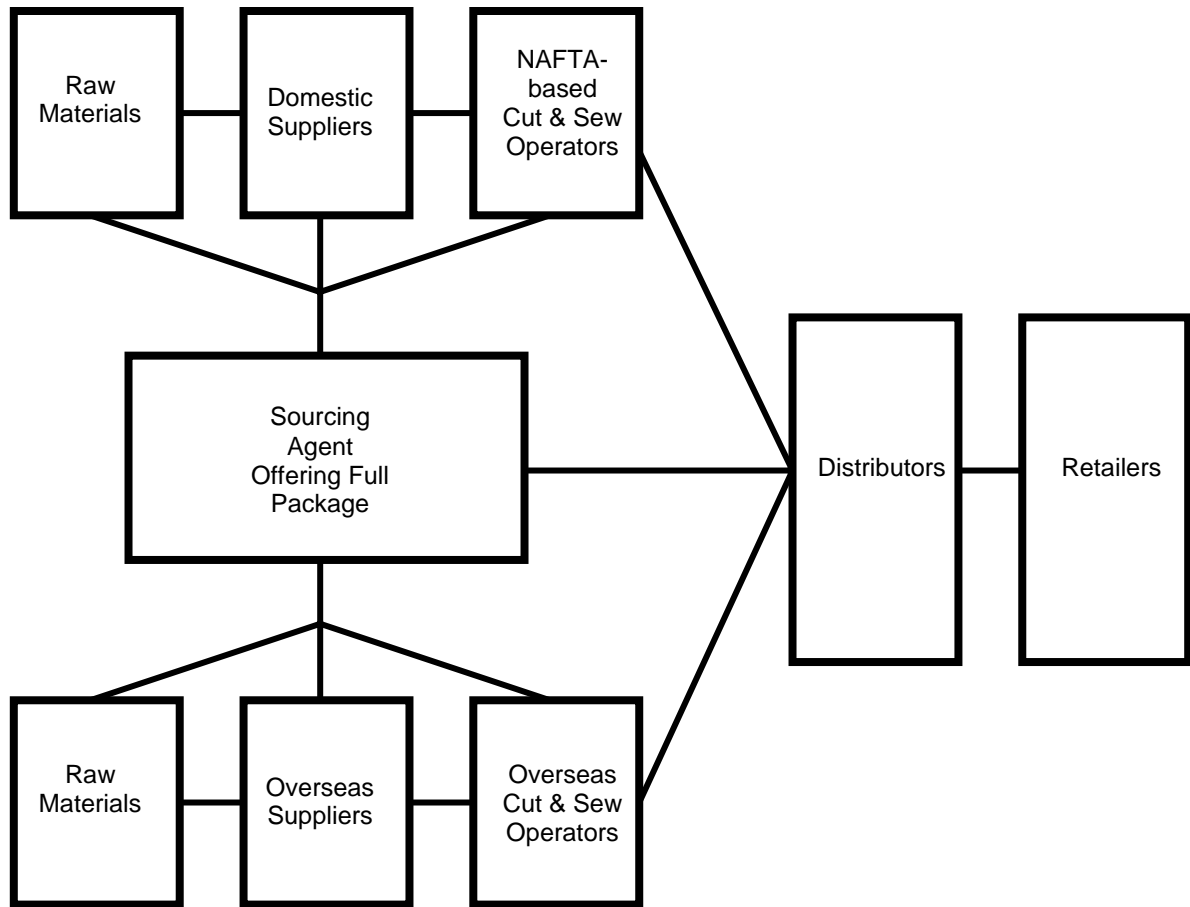 Raw
Materials
Domestic
Suppliers
NAFTA-
based
Cut & Sew
Operators
Sourcing
Agent
Offering Full
Package
Distributors
Retailers
Raw
Materials
Overseas
Suppliers
Overseas
Cut & Sew
Operators